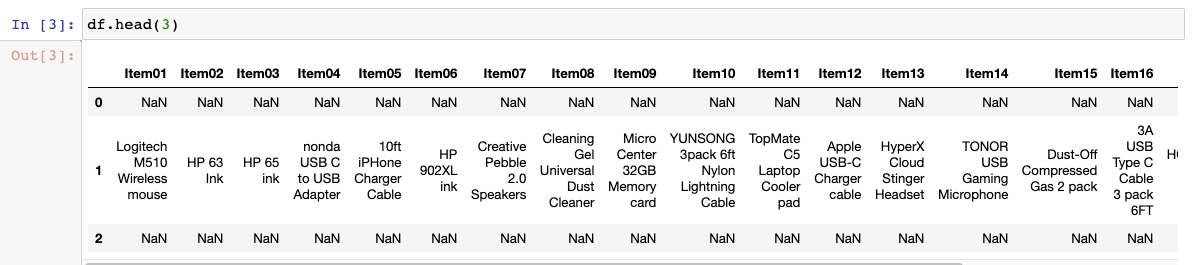 In [3]: df.head(3)
Out[3]:
Item01 Item02 Item03 Item04 Item05 Item06 Item07 Item08 Item09 Item10 Item11 Item12 Item13 Item14 Item15 Item16
0 NaN NaN NaN NaN NaN NaN NaN NaN NaN NaN NaN NaN NaN NaN NaN NaN
1 Logitech M510 Wireless mouse HP 63 Ink HP 65 ink nonda USB C to USB Adapter 10ft iPHone Charger Cable HP 902XL ink Creative Pebble 2.0 Speakers Cleaning Gel Universal Dust Cleaner Micro Center 32GB Memory card YUNSONG 3pack 6ft Nylon Lightning Cable TopMate C5 Laptop Cooler pad Apple USB-C Charger cable HyperX Cloud Stinger Headset TONOR USB Gaming Microphone Dust-Off Compressed Gas 2 pack 3A USB Type C Cable 3 pack 6FT
2 NaN NaN NaN NaN NaN NaN NaN NaN NaN NaN NaN NaN NaN NaN NaN NaN